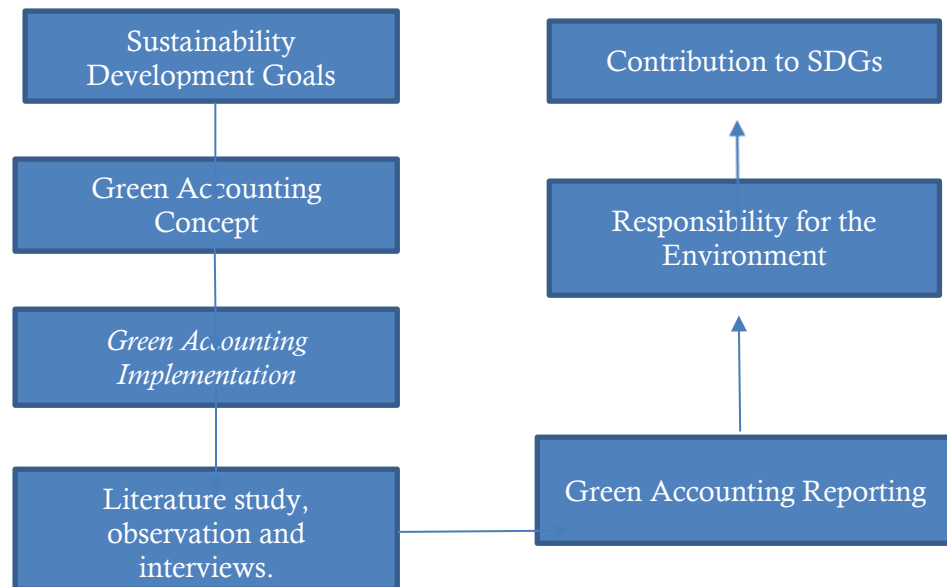 Sustainability
Development Goals
Green Accounting
Concept
Green Accounting
Implementation
Literature study,
observation and
interviews.
Green Accounting Reporting
Responsibility for the
Environment
Contribution to SDGs